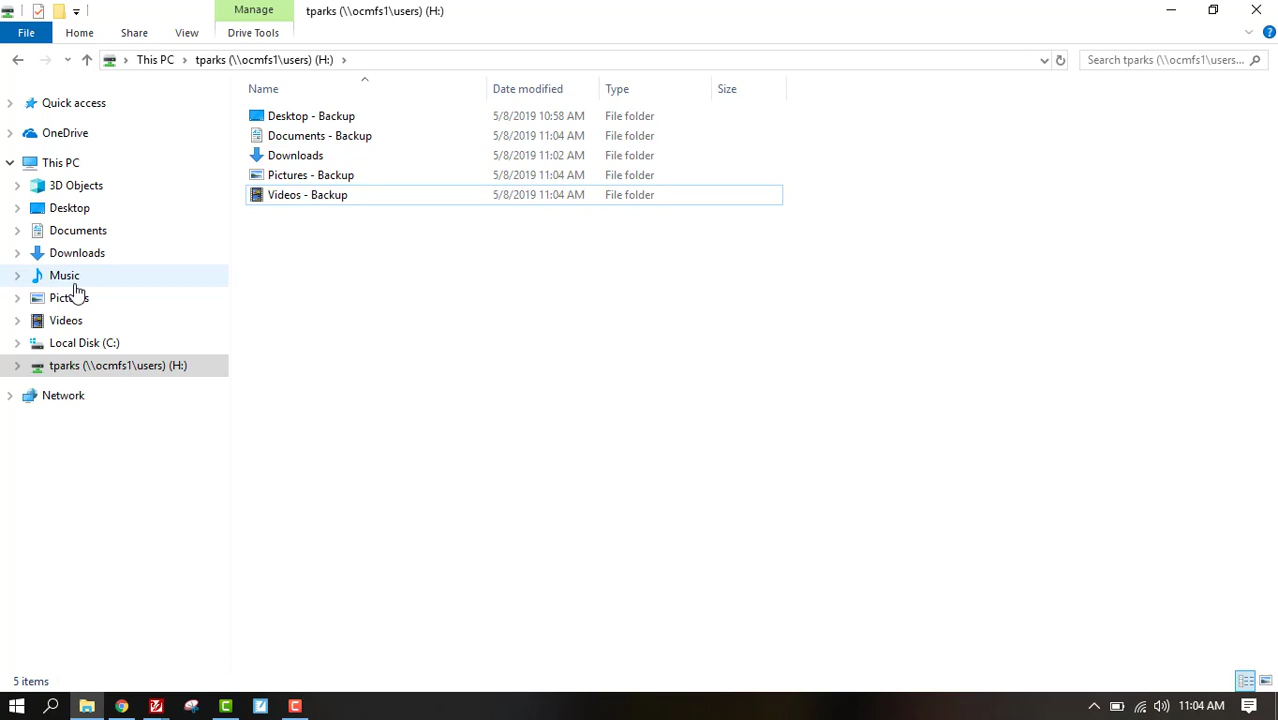 Manage
tparks (\\ocmfs1\users) (H:)
File
Home
Share
View
Drive Tools
This PC
tparks (\\ocmfs1\users) (H:)
Search tparks (\\ocmfs1\users...
Name
Date modified
Type
Size
Quick access
OneDrive
This PC
3D Objects
Desktop
Documents
Downloads
Music
Pictures
Videos
Local Disk (C:)
tparks (\\ocmfs1\users) (H:)
Network
Desktop - Backup 5/8/2019 10:58 AM File folder
Documents - Backup 5/8/2019 11:04 AM File folder
Downloads 5/8/2019 11:02 AM File folder
Pictures - Backup 5/8/2019 11:04 AM File folder
Videos - Backup 5/8/2019 11:04 AM File folder
5 items
11:04 AM